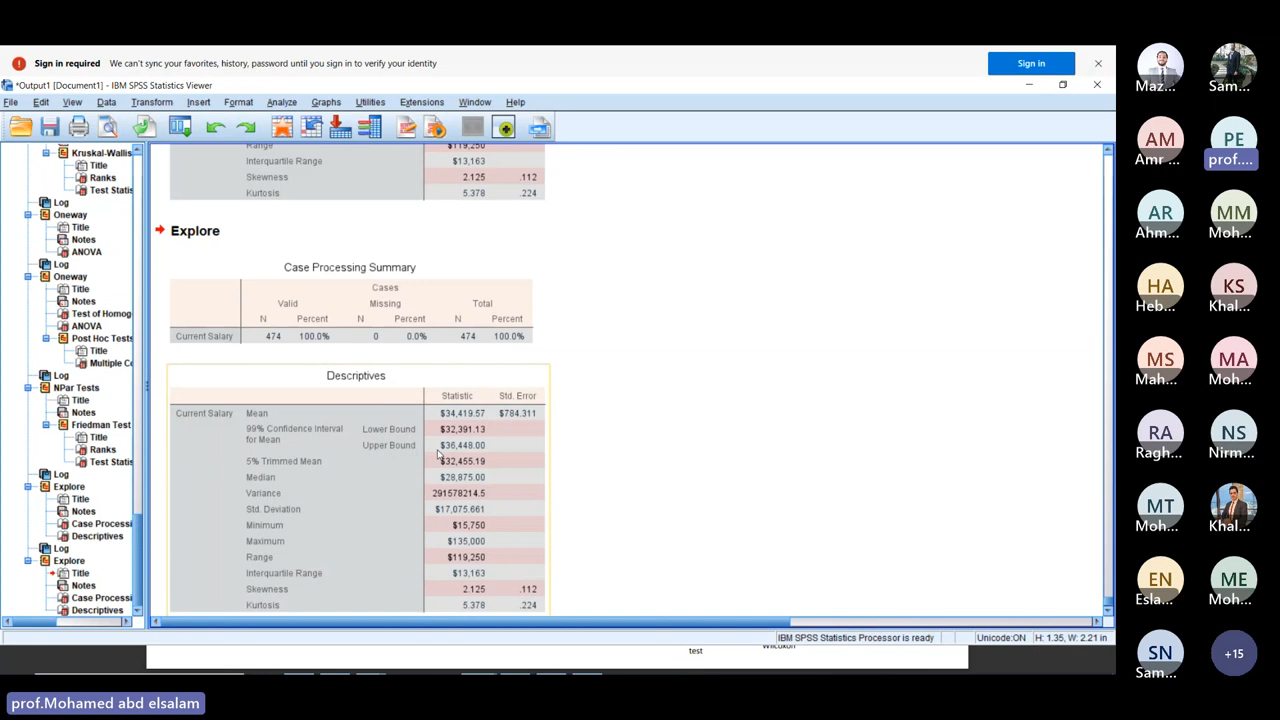 Sign in required We can't sync your favorites, history, password until you sign in to verify your identity
Sign in
*Output1 [Document1] - IBM SPSS Statistics Viewer
File Edit View Data Transform Insert Format Analyze Graphs Utilities Extensions Window Help
Kruskal-Wallis
Title
Ranks
Test Statis
Log
Oneway
Title
Notes
ANOVA
Log
Oneway
Title
Notes
Test of Homog
ANOVA
Post Hoc Tests
Title
Multiple Co
Log
NPar Tests
Title
Notes
Friedman Test
Title
Ranks
Test Statis
Log
Explore
Title
Notes
Case Processi
Descriptives
Log
Explore
Title
Notes
Case Processi
Descriptives
Range $119,250
Interquartile Range $13,163
Skewness 2.125 .112
Kurtosis 5.378 .224
Explore
Case Processing Summary
Cases
Valid Missing Total
N Percent N Percent N Percent
Current Salary 474 100.0% 0 0.0% 474 100.0%
Descriptives
Statistic Std. Error
Current Salary Mean $34,419.57 $784.311
99% Confidence Interval for Mean Lower Bound $32,391.13
Upper Bound $36,448.00
5% Trimmed Mean $32,455.19
Median $28,875.00
Variance 291578214.5
Std. Deviation $17,075.661
Minimum $15,750
Maximum $135,000
Range $119,250
Interquartile Range $13,163
Skewness 2.125 .112
Kurtosis 5.378 .224
IBM SPSS Statistics Processor is ready Unicode:ON H: 1.35, W: 2.21 in
test Wilcoxon
prof.Mohamed abd elsalam
Maz... Sam...
AM PE
Amr ... prof....
AR MM
Ahm... Moh...
HA KS
Heb... Khal...
MS MA
Mah... Moh...
RA NS
Ragh... Nirm...
MT
Moh... Khal...
EN ME
Esla... Moh...
SN +15
Sam...